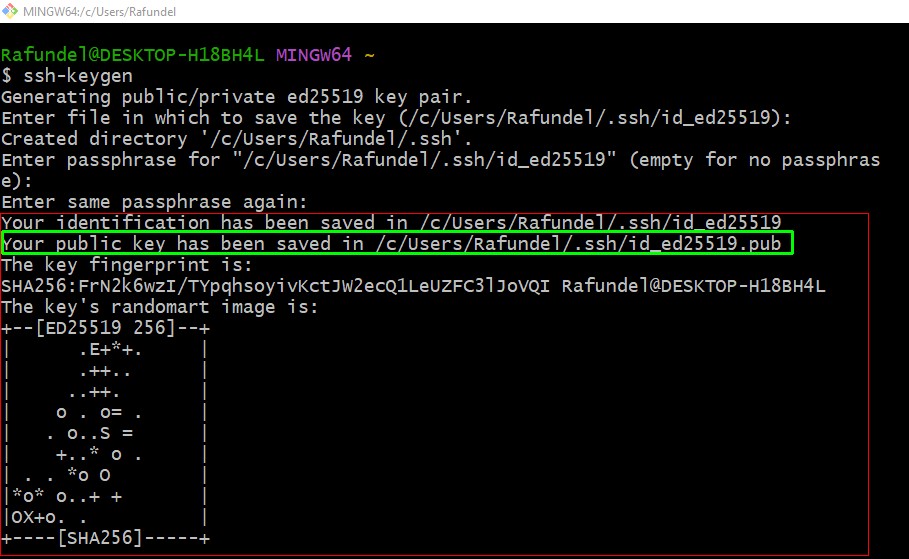 MINGW64:/c/Users/Rafundel
Rafundel@DESKTOP-H18BH4L MINGW64 ~
$ ssh-keygen
Generating public/private ed25519 key pair.
Enter file in which to save the key (/c/Users/Rafundel/.ssh/id_ed25519):
Created directory '/c/Users/Rafundel/.ssh'.
Enter passphrase for "/c/Users/Rafundel/.ssh/id_ed25519" (empty for no passphras
e):
Enter same passphrase again:
Your identification has been saved in /c/Users/Rafundel/.ssh/id_ed25519
Your public key has been saved in /c/Users/Rafundel/.ssh/id_ed25519.pub
The key fingerprint is:
SHA256:FrN2k6wzI/TYpqhsoyivKctJW2ecQ1LeUZFC3lJoVQI Rafundel@DESKTOP-H18BH4L
The key's randomart image is:
+--[ED25519 256]--+
|      .E+*+.     |
|      .++..      |
|     ..++.       |
|    o . o= .     |
|   . o..S =      |
|    +..* o .     |
| . . *o O        |
|*o* o..+ +       |
|OX+o. .          |
+----[SHA256]-----+